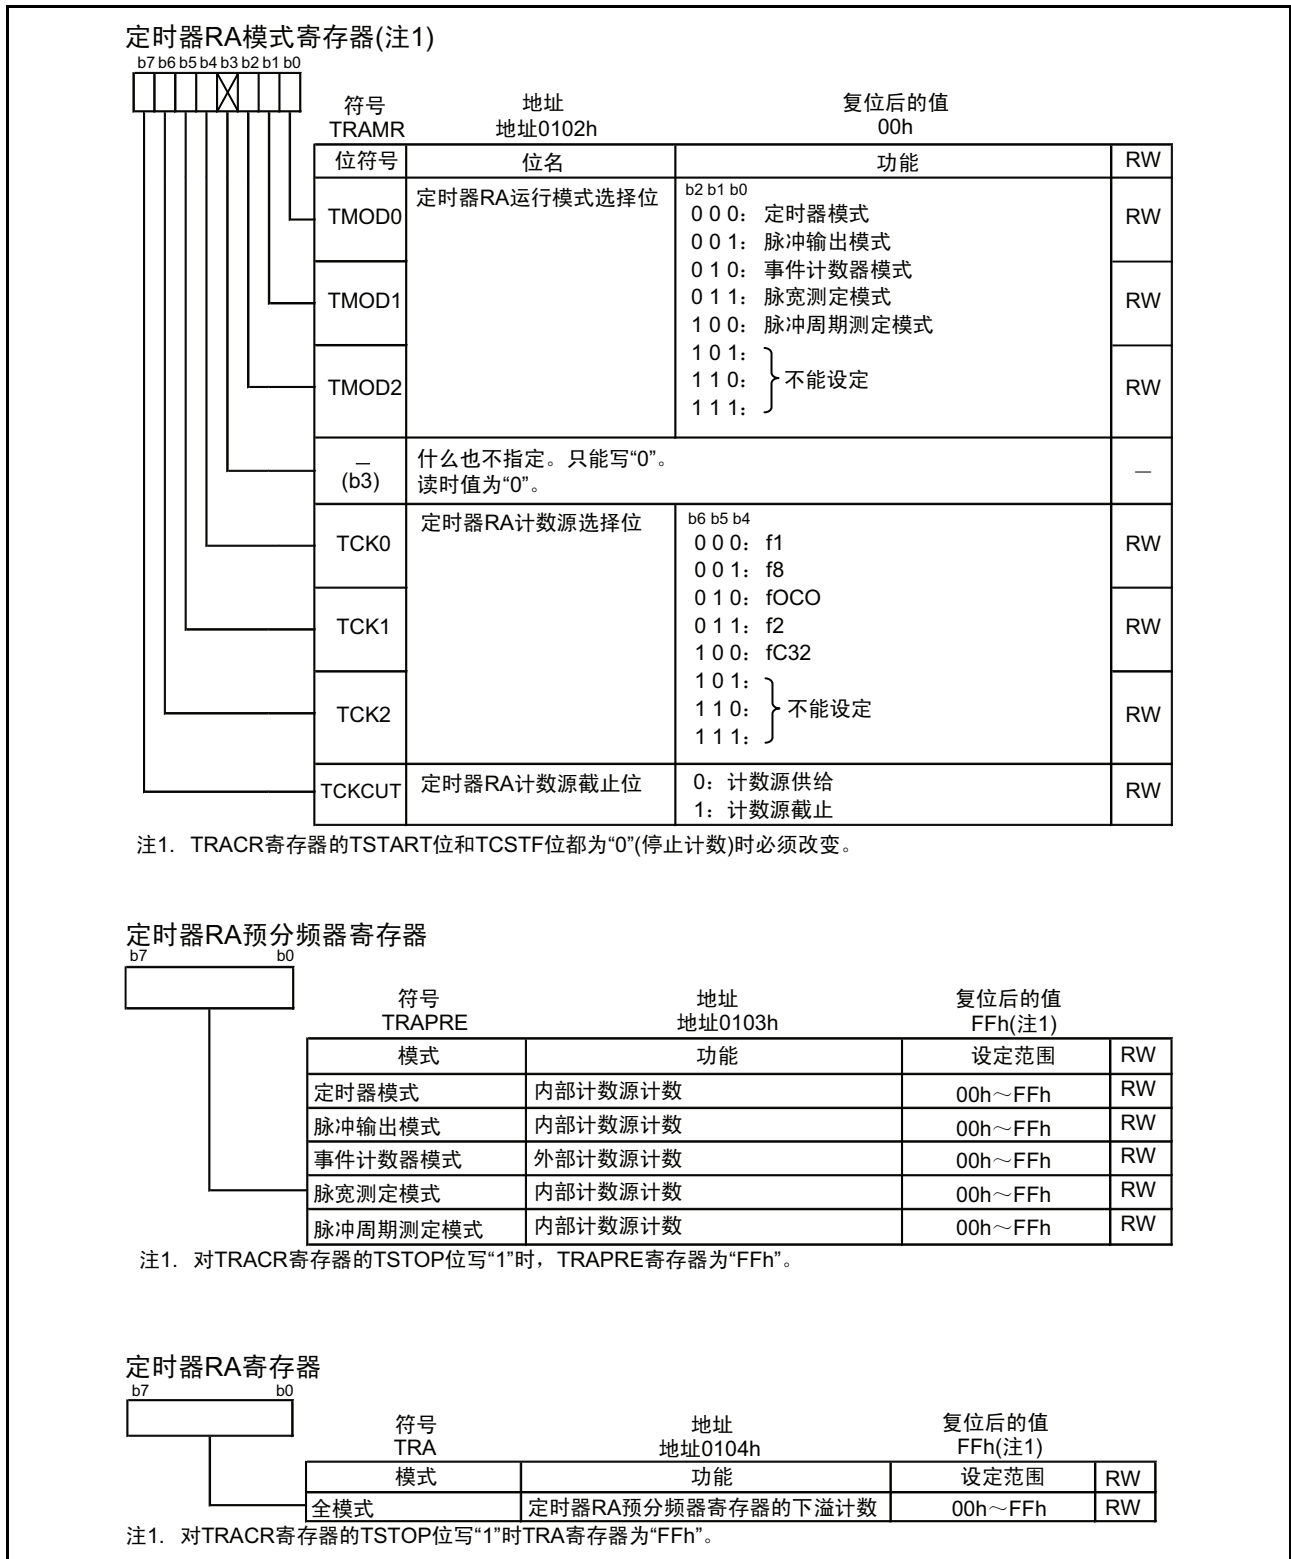 定时器RA模式寄存器(注1)
b7 b6 b5 b4 b3 b2 b1 b0
符号 地址 复位后的值
TRAMR 地址0102h 00h
位符号 位名 功能 RW
TMOD0 定时器RA运行模式选择位 b2 b1 b0 RW
0 0 0：定时器模式
0 0 1：脉冲输出模式
0 1 0：事件计数器模式
TMOD1 0 1 1：脉宽测定模式 RW
1 0 0：脉冲周期测定模式
1 0 1：
TMOD2 1 1 0： 不能设定 RW
1 1 1：
— 什么也不指定。只能写“0”。 —
(b3) 读时值为“0”。
定时器RA计数源选择位 b6 b5 b4
TCK0 0 0 0：f1 RW
0 0 1：f8
0 1 0：fOCO
TCK1 0 1 1：f2 RW
1 0 0：fC32
1 0 1：
TCK2 1 1 0： 不能设定 RW
1 1 1：
TCKCUT 定时器RA计数源截止位 0：计数源供给 RW
1：计数源截止
注1. TRACR寄存器的TSTART位和TCSTF位都为“0”(停止计数)时必须改变。
定时器RA预分频器寄存器
b7 b0
符号 地址 复位后的值
TRAPRE 地址0103h FFh(注1)
模式 功能 设定范围 RW
定时器模式 内部计数源计数 00h～FFh RW
脉冲输出模式 内部计数源计数 00h～FFh RW
事件计数器模式 外部计数源计数 00h～FFh RW
脉宽测定模式 内部计数源计数 00h～FFh RW
脉冲周期测定模式 内部计数源计数 00h～FFh RW
注1. 对TRACR寄存器的TSTOP位写“1”时，TRAPRE寄存器为“FFh”。
定时器RA寄存器
b7 b0
符号 地址 复位后的值
TRA 地址0104h FFh(注1)
模式 功能 设定范围 RW
全模式 定时器RA预分频器寄存器的下溢计数 00h～FFh RW
注1. 对TRACR寄存器的TSTOP位写“1”时TRA寄存器为“FFh”。